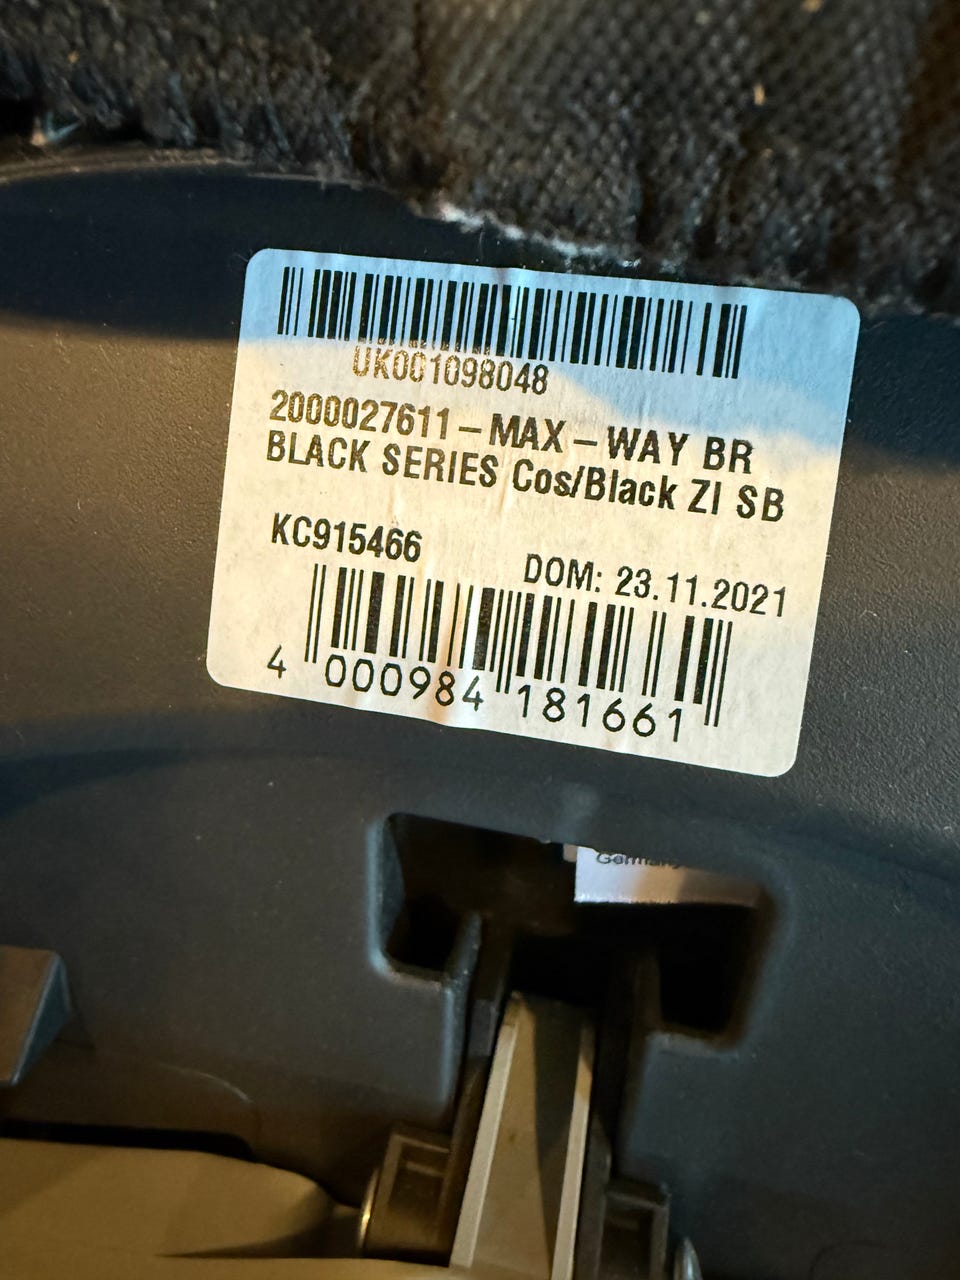 UK001098048
2000027611 – MAX – WAY BR
BLACK SERIES Cos/Black ZI SB
KC915466
DOM: 23.11.2021
4 000984 181661
Germany